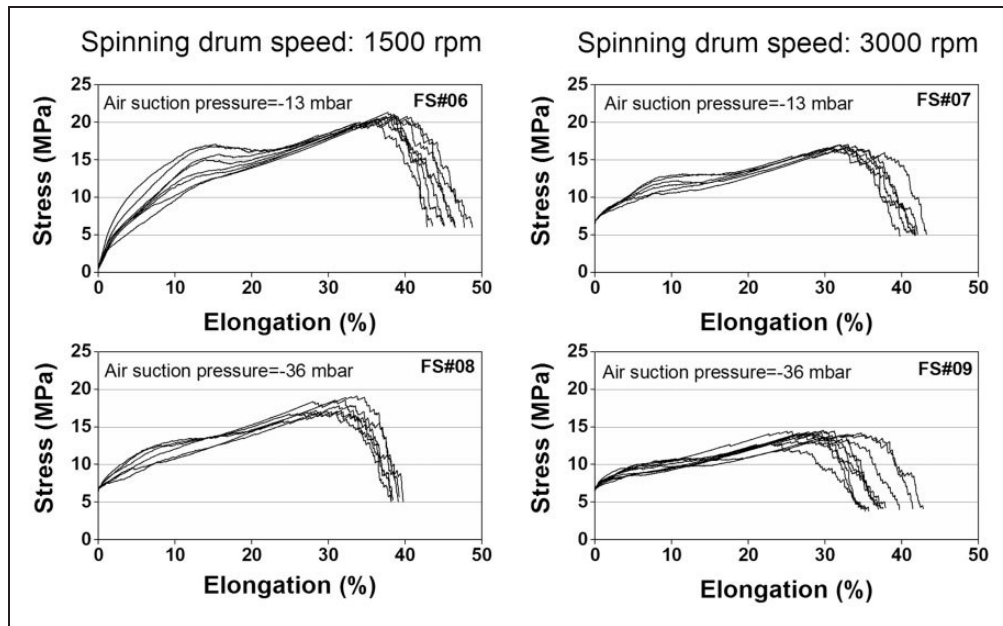 Spinning drum speed: 1500 rpm
Spinning drum speed: 3000 rpm
25
20
15
10
5
0
Stress (MPa)
Air suction pressure=-13 mbar
FS#06
0 10 20 30 40 50
Elongation (%)
25
20
15
10
5
0
Stress (MPa)
Air suction pressure=-13 mbar
FS#07
0 10 20 30 40 50
Elongation (%)
25
20
15
10
5
0
Stress (MPa)
Air suction pressure=-36 mbar
FS#08
0 10 20 30 40 50
Elongation (%)
25
20
15
10
5
0
Stress (MPa)
Air suction pressure=-36 mbar
FS#09
0 10 20 30 40 50
Elongation (%)